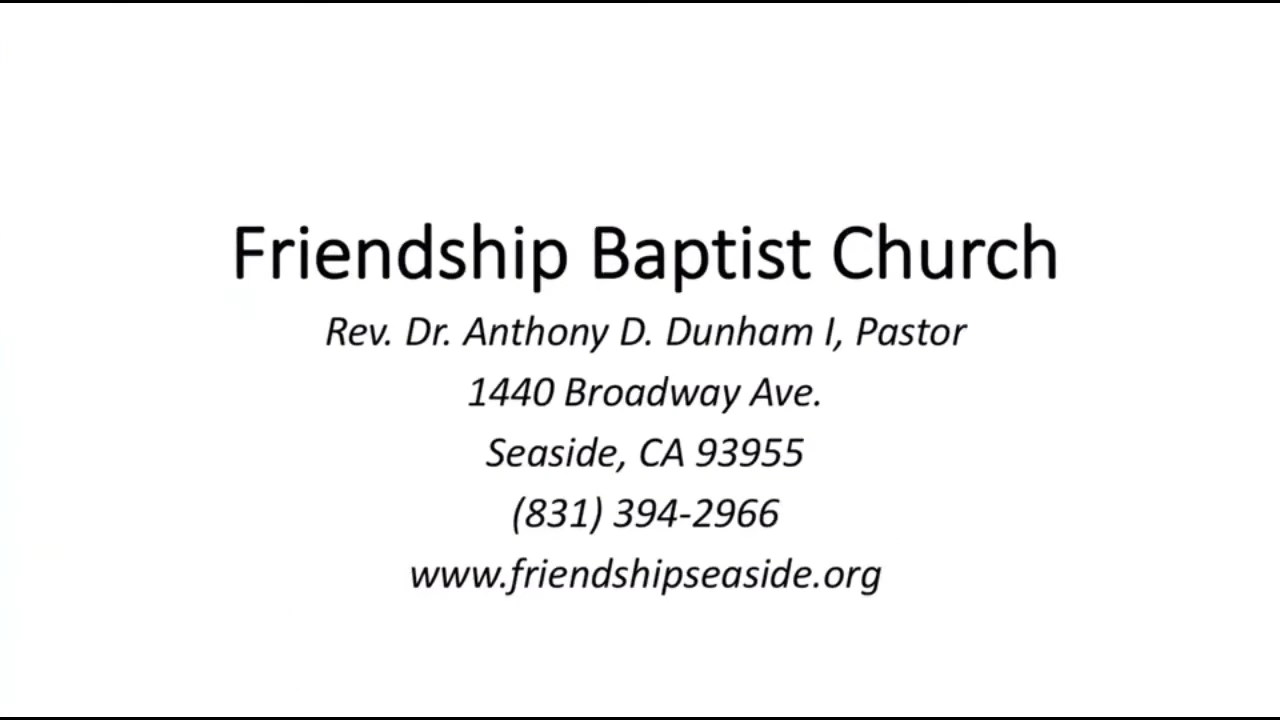 Friendship Baptist Church
Rev. Dr. Anthony D. Dunham I, Pastor
1440 Broadway Ave.
Seaside, CA 93955
(831) 394-2966
www.friendshipseaside.org